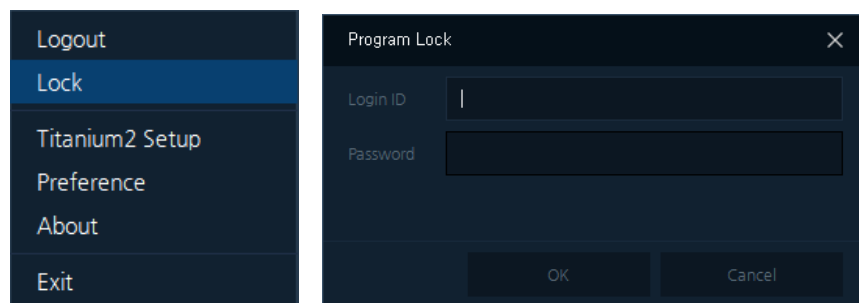 Logout
Lock
Titanium2 Setup
Preference
About
Exit
Program Lock
Login ID
Password
OK
Cancel